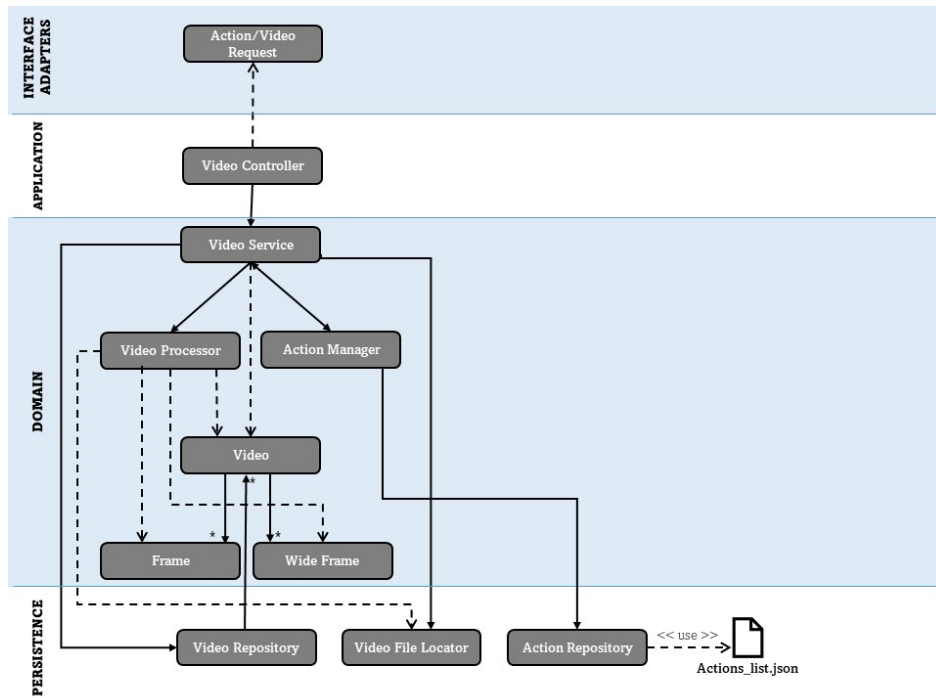 INTERFACE
ADAPTERS
Action/Video
Request
APPLICATION
Video Controller
DOMAIN
Video Service
Video Processor
Action Manager
Video
*
*
*
Frame
Wide Frame
PERSISTENCE
Video Repository
Video File Locator
Action Repository
<< use >>
Actions_list.json